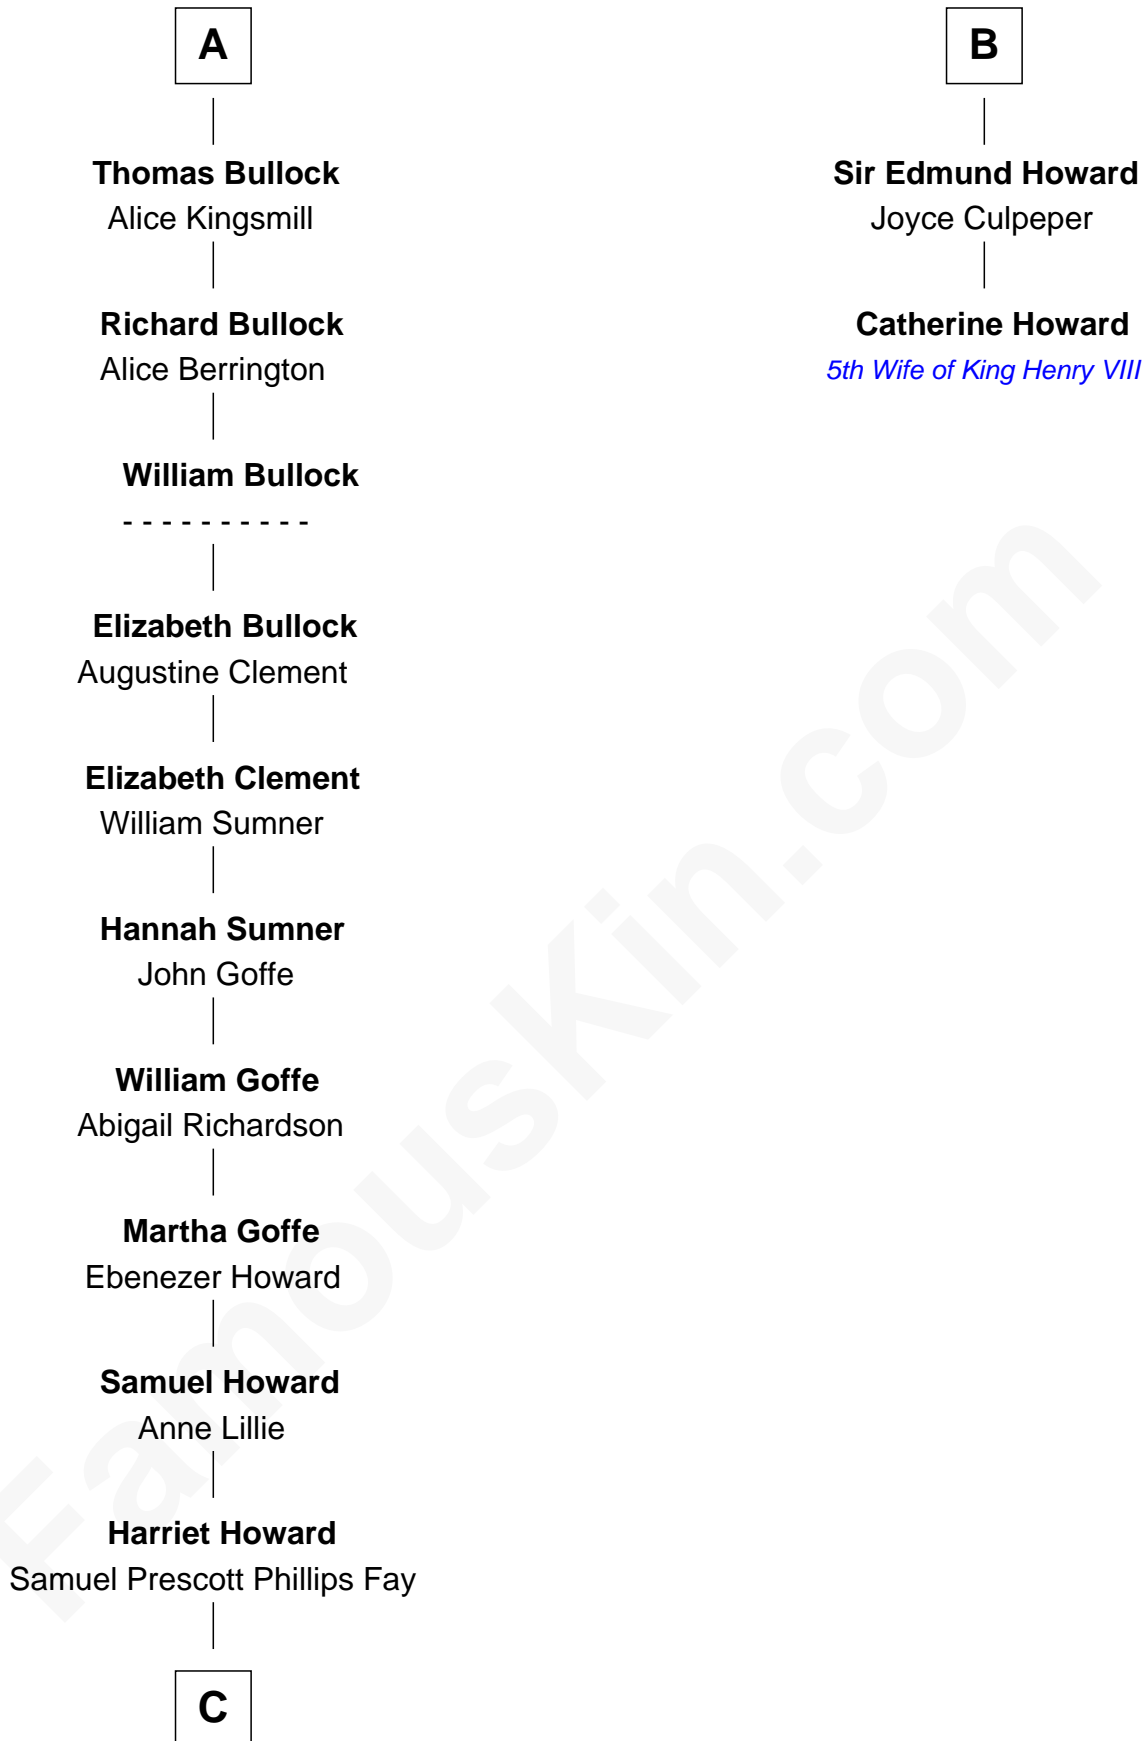 A
Thomas Bullock
Alice Kingsmill
Richard Bullock
Alice Berrington
William Bullock
- - - - - - - - - -
Elizabeth Bullock
Augustine Clement
Elizabeth Clement
William Sumner
Hannah Sumner
John Goffe
William Goffe
Abigail Richardson
Martha Goffe
Ebenezer Howard
Samuel Howard
Anne Lillie
Harriet Howard
Samuel Prescott Phillips Fay
C
B
Sir Edmund Howard
Joyce Culpeper
Catherine Howard
5th Wife of King Henry VIII
FamousKin.com